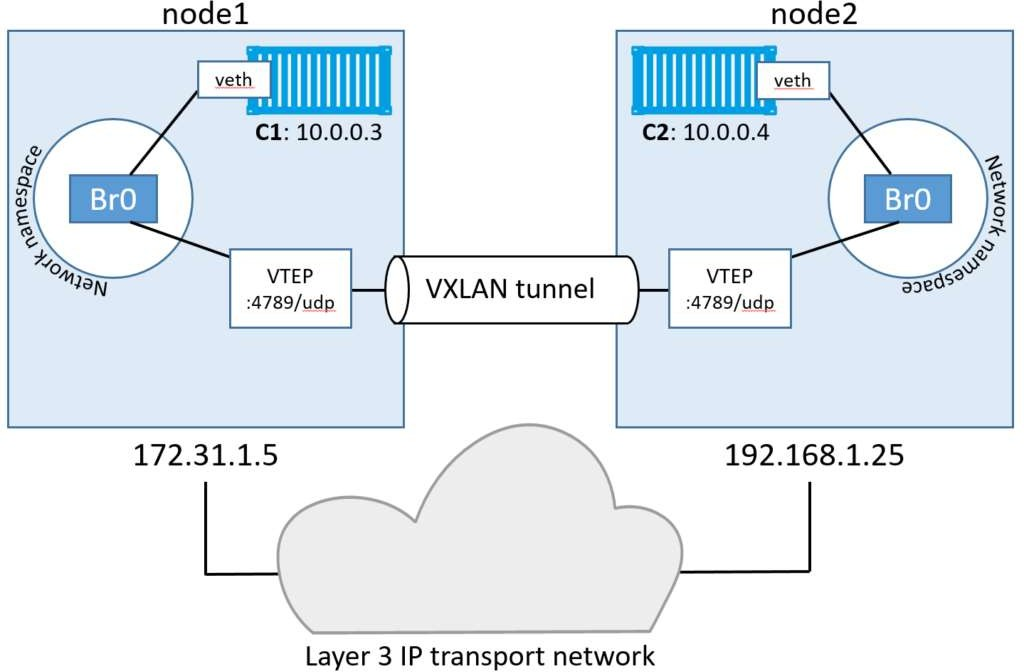 node1
node2
veth
veth
C1: 10.0.0.3
C2: 10.0.0.4
Network namespace
Br0
Br0
Network namespace
VTEP
:4789/udp
VXLAN tunnel
VTEP
:4789/udp
172.31.1.5
192.168.1.25
Layer 3 IP transport network